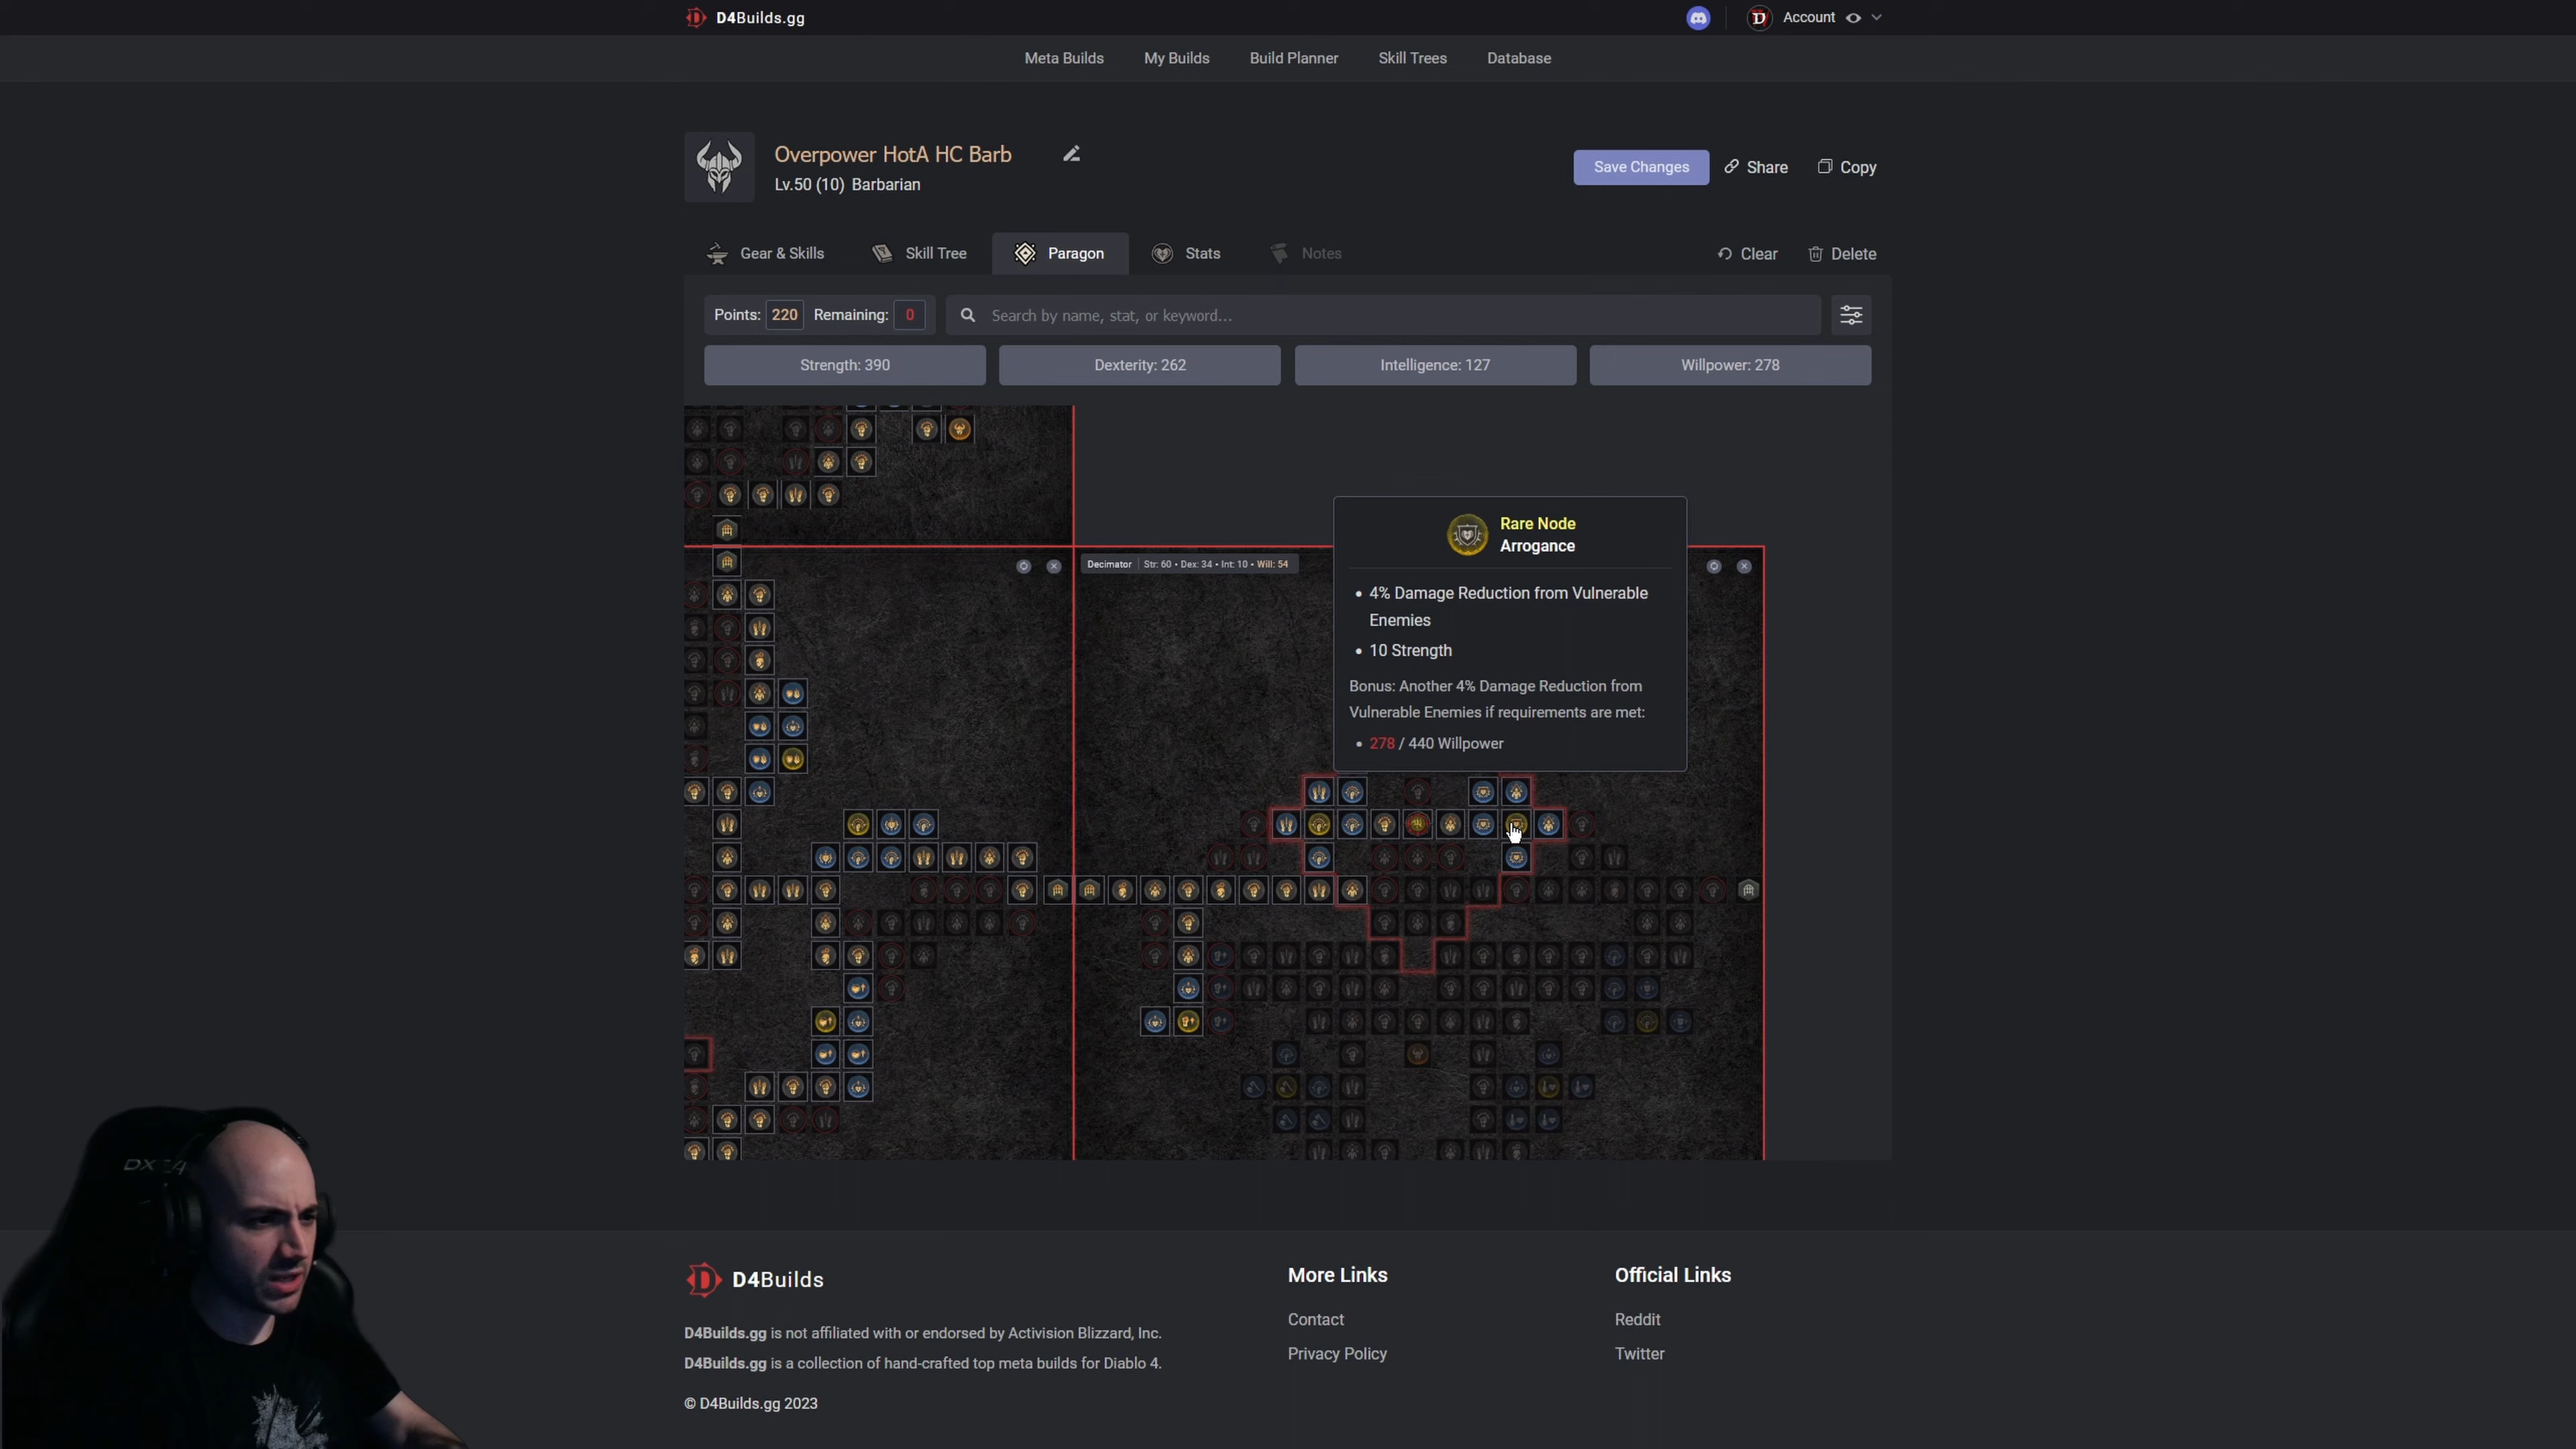 D4Builds.gg
Account
Meta Builds
My Builds
Build Planner
Skill Trees
Database
Overpower HotA HC Barb
Lv.50 (10) Barbarian
Save Changes
Share
Copy
Gear & Skills
Skill Tree
Paragon
Stats
Notes
Clear
Delete
Points: 220 Remaining: 0
Search by name, stat, or keyword...
Strength: 390
Dexterity: 262
Intelligence: 127
Willpower: 278
Rare Node
Arrogance
Decimator Str: 60 • Dex: 34 • Int: 10 • Will: 54
• 4% Damage Reduction from Vulnerable
Enemies
• 10 Strength
Bonus: Another 4% Damage Reduction from
Vulnerable Enemies if requirements are met:
• 278 / 440 Willpower
D4Builds
D4Builds.gg is not affiliated with or endorsed by Activision Blizzard, Inc.
D4Builds.gg is a collection of hand-crafted top meta builds for Diablo 4.
© D4Builds.gg 2023
More Links
Contact
Privacy Policy
Official Links
Reddit
Twitter